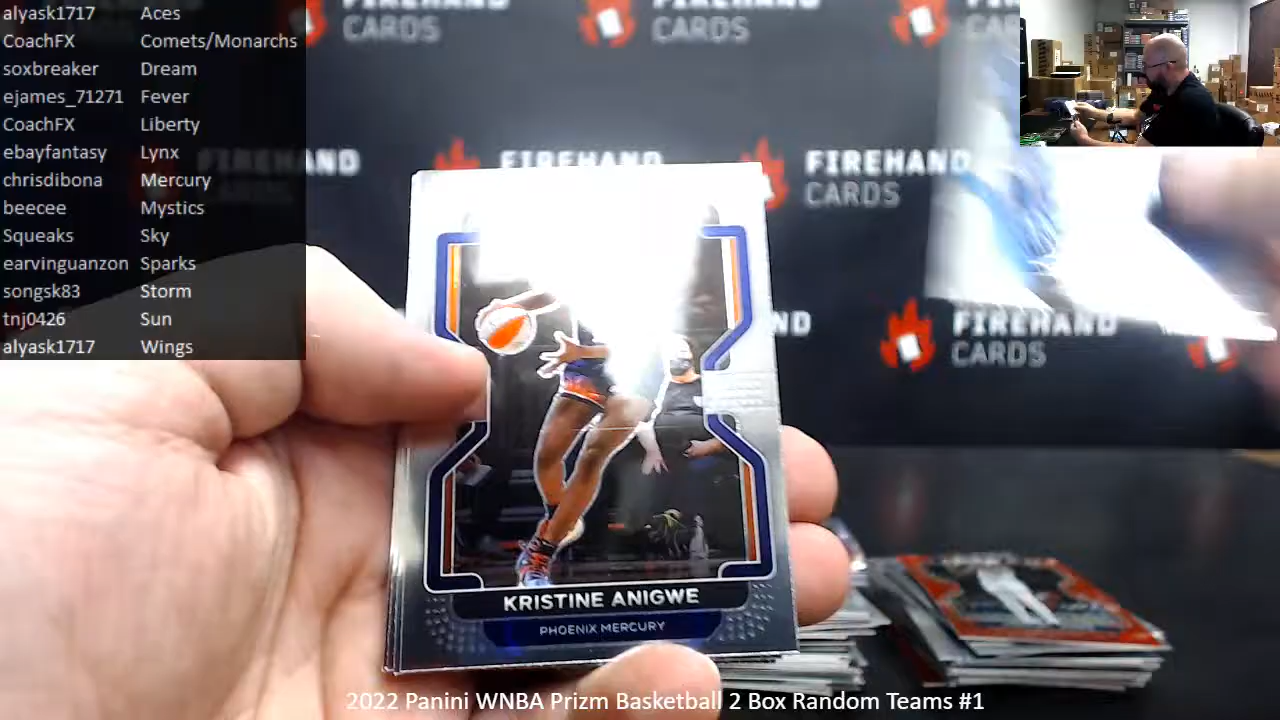 alyask1717 Aces
CoachFX Comets/Monarchs
soxbreaker Dream
ejames_71271 Fever
CoachFX Liberty
ebayfantasy Lynx
chrisdibona Mercury
beecee Mystics
Squeaks Sky
earvinguanzon Sparks
songsk83 Storm
tnj0426 Sun
alyask1717 Wings
FIREHAND
CARDS
FIREHAND
CARDS
FIREHAND
FIREHAND
FIREHAND
CARDS
FIREHAND
CARDS
KRISTINE ANIGWE
PHOENIX MERCURY
2022 Panini WNBA Prizm Basketball 2 Box Random Teams #1